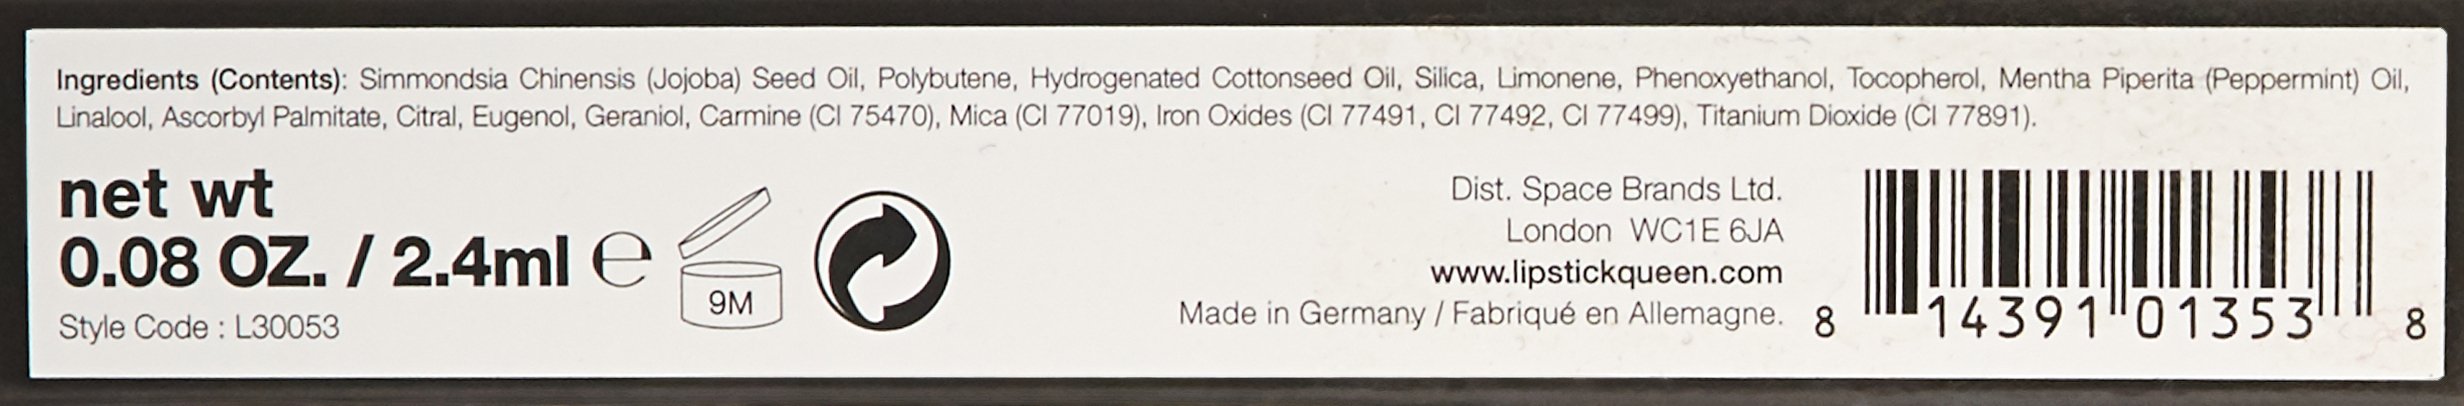 Ingredients (Contents): Simmondsia Chinensis (Jojoba) Seed Oil, Polybutene, Hydrogenated Cottonseed Oil, Silica, Limonene, Phenoxyethanol, Tocopherol, Mentha Piperita (Peppermint) Oil,
Linalool, Ascorbyl Palmitate, Citral, Eugenol, Geraniol, Carmine (CI 75470), Mica (CI 77019), Iron Oxides (CI 77491, CI 77492, CI 77499), Titanium Dioxide (CI 77891).
net wt
0.08 OZ. / 2.4ml ℮
9M
Style Code : L30053
Dist. Space Brands Ltd.
London WC1E 6JA
www.lipstickqueen.com
Made in Germany / Fabriqué en Allemagne.
8 14391 01353 8